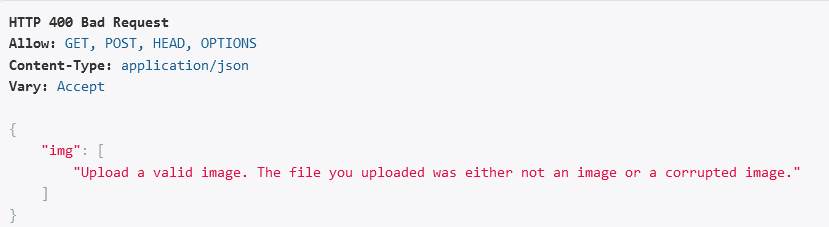 HTTP 400 Bad Request
Allow: GET, POST, HEAD, OPTIONS
Content-Type: application/json
Vary: Accept
{
"img": [
"Upload a valid image. The file you uploaded was either not an image or a corrupted image."
]
}